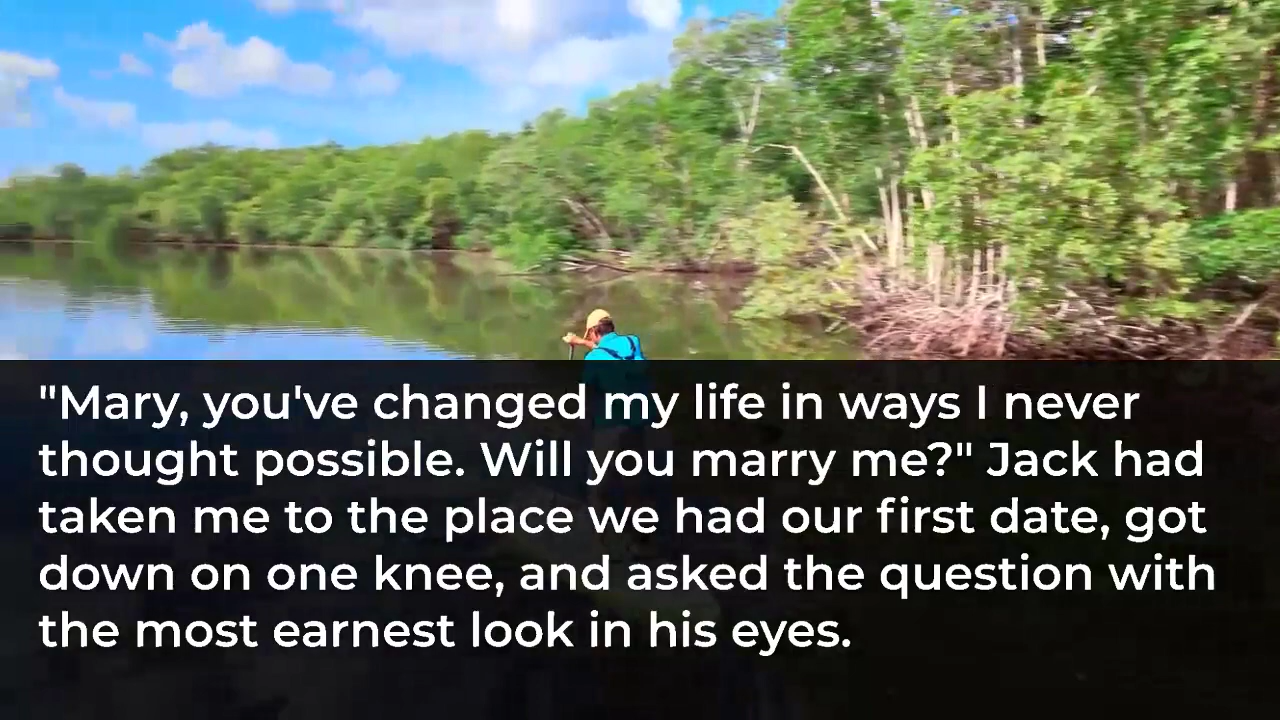 "Mary, you've changed my life in ways I never
thought possible. Will you marry me?" Jack had
taken me to the place we had our first date, got
down on one knee, and asked the question with
the most earnest look in his eyes.